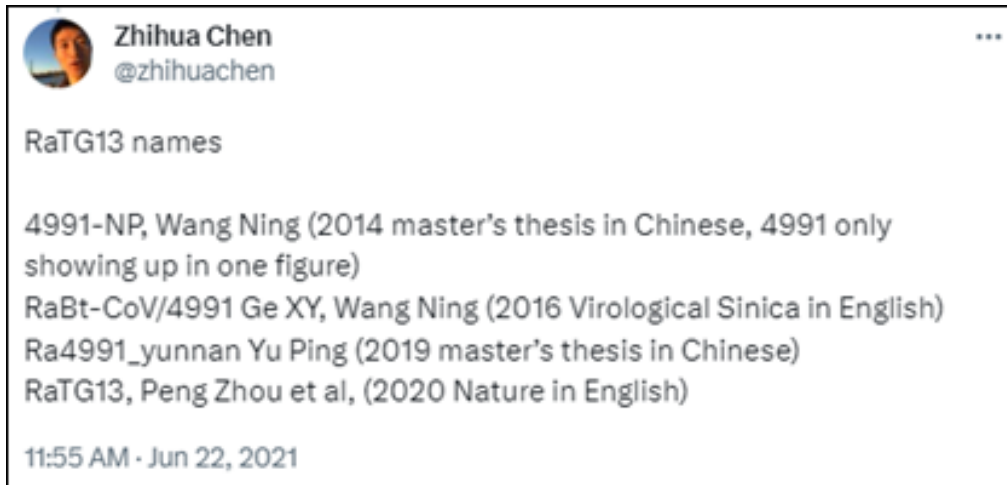 Zhihua Chen
@zhihuachen
RaTG13 names
4991-NP, Wang Ning (2014 master's thesis in Chinese, 4991 only
showing up in one figure)
RaBt-CoV/4991 Ge XY, Wang Ning (2016 Virological Sinica in English)
Ra4991_yunnan Yu Ping (2019 master's thesis in Chinese)
RaTG13, Peng Zhou et al, (2020 Nature in English)
11:55 AM · Jun 22, 2021